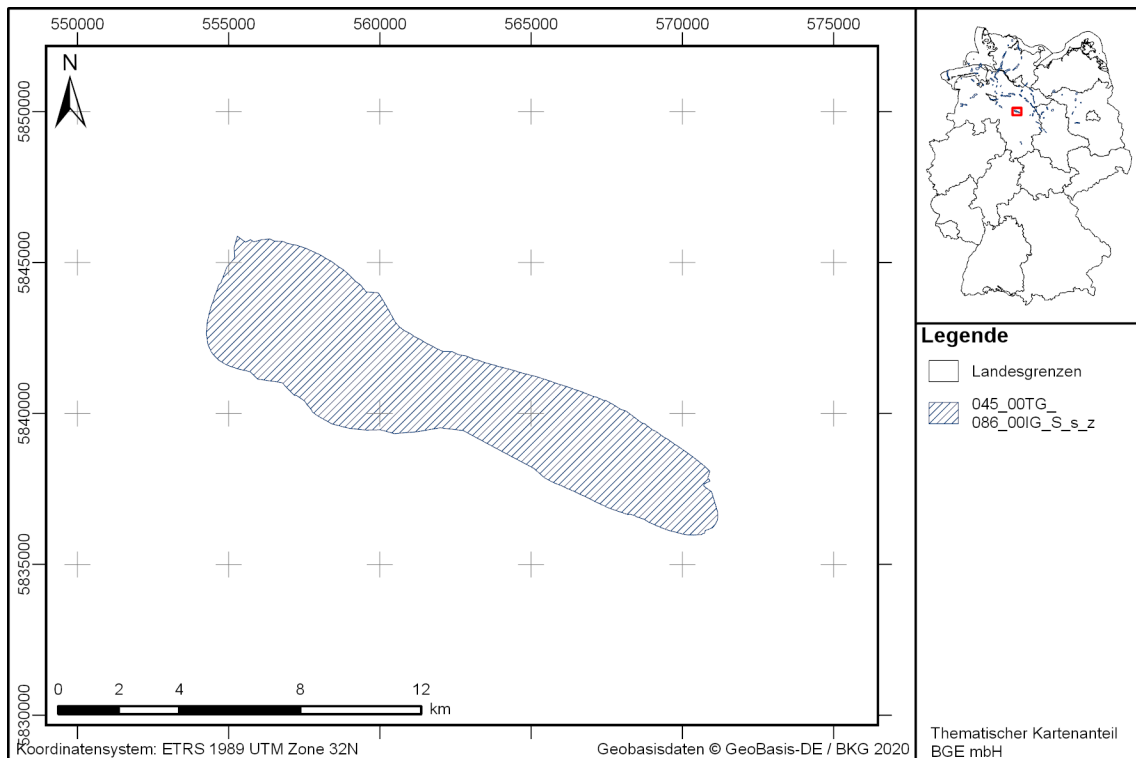 550000 555000 560000 565000 570000 575000
N
5850000
5845000
5840000
5835000
5830000
0 2 4 8 12
km
Koordinatensystem: ETRS 1989 UTM Zone 32N
Geobasisdaten © GeoBasis-DE / BKG 2020
Legende
Landesgrenzen
045_00TG_
086_00IG_S_s_z
Thematischer Kartenanteil
BGE mbH